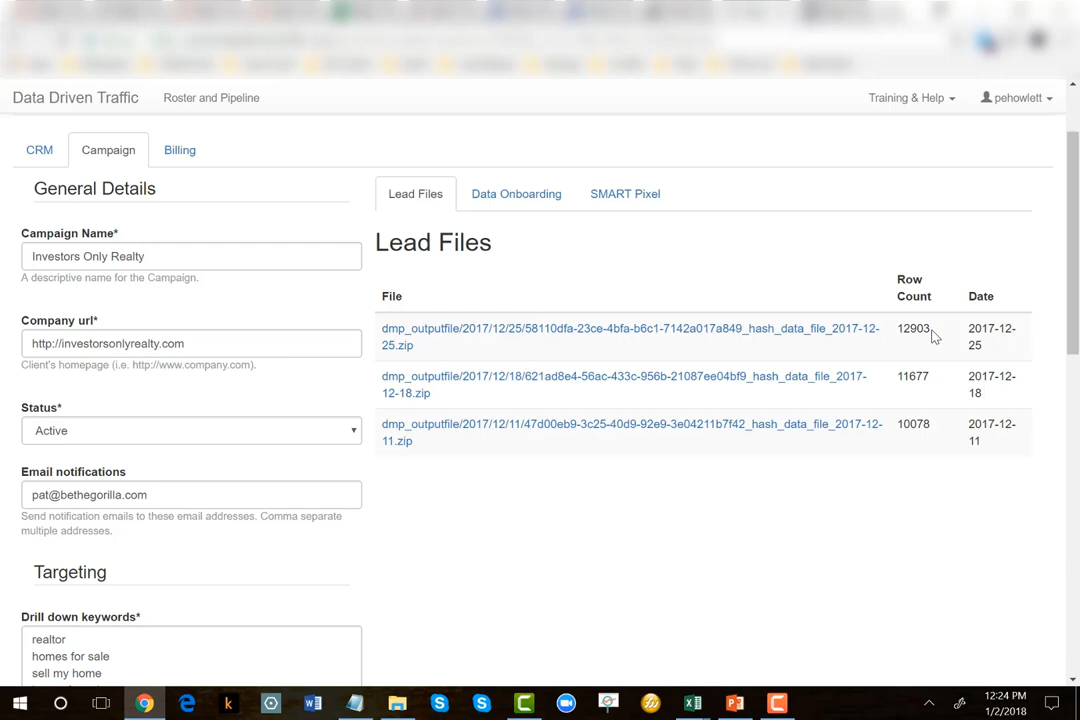 Data Driven Traffic Roster and Pipeline Training & Help pehowlett
CRM Campaign Billing
General Details
Campaign Name*
Investors Only Realty
A descriptive name for the Campaign.
Company url*
http://investorsonlyrealty.com
Client's homepage (i.e. http://www.company.com).
Status*
Active
Email notifications
pat@bethegorilla.com
Send notification emails to these email addresses. Comma separate
multiple addresses.
Targeting
Drill down keywords*
realtor
homes for sale
sell my home
Lead Files Data Onboarding SMART Pixel
Lead Files
Row
File Count Date
dmp_outputfile/2017/12/25/58110dfa-23ce-4bfa-b6c1-7142a017a849_hash_data_file_2017-12- 12903 2017-12-
25.zip 25
dmp_outputfile/2017/12/18/621ad8e4-56ac-433c-956b-21087ee04bf9_hash_data_file_2017- 11677 2017-12-
12-18.zip 18
dmp_outputfile/2017/12/11/47d00eb9-3c25-40d9-92e9-3e04211b7f42_hash_data_file_2017-12- 10078 2017-12-
11.zip 11
12:24 PM
1/2/2018